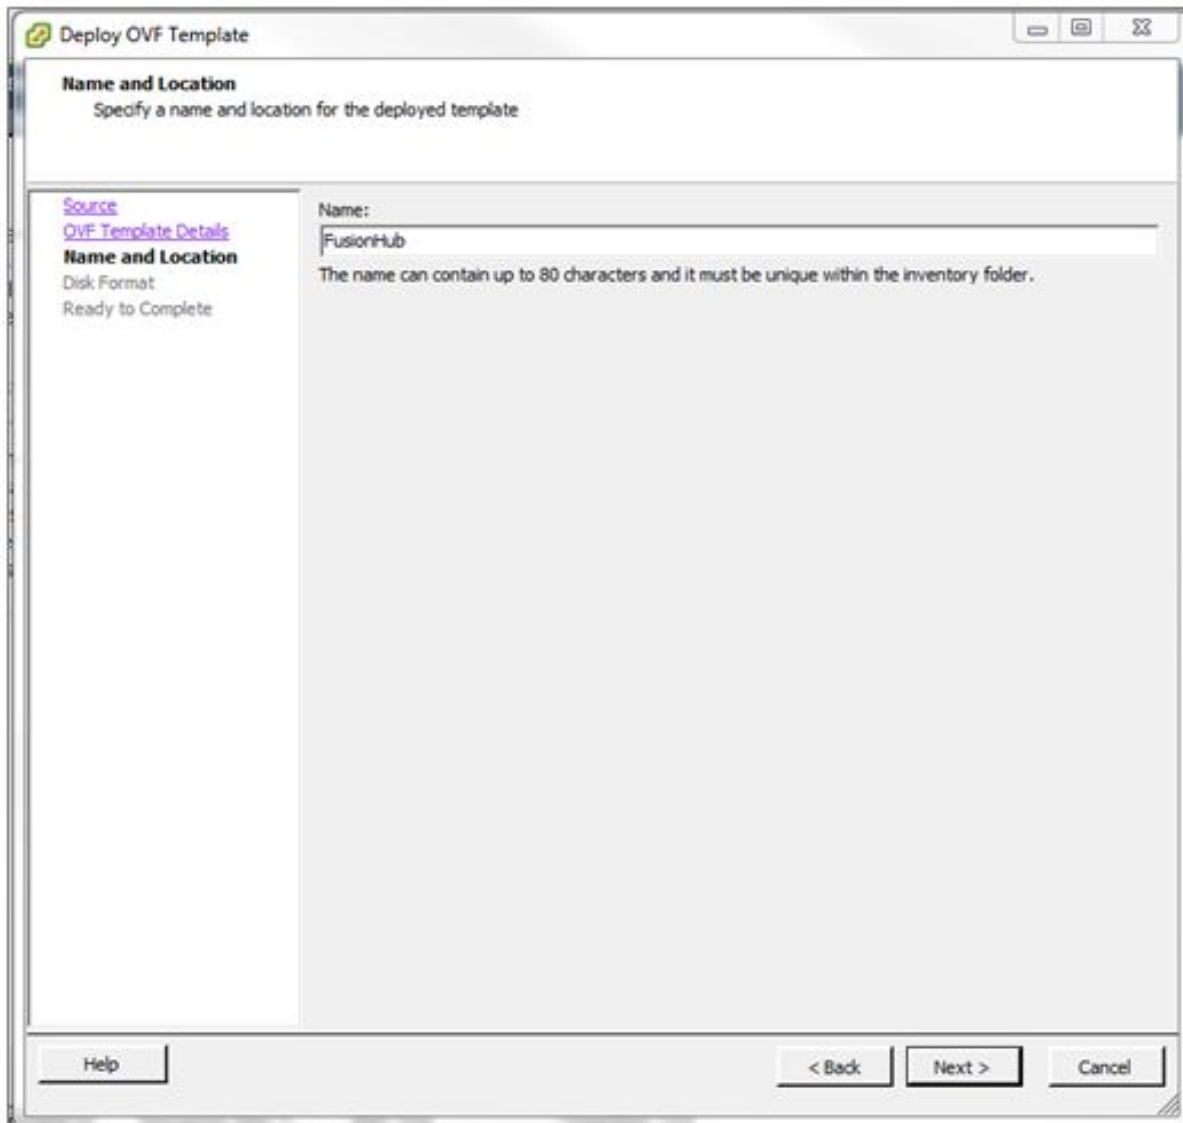 Deploy OVF Template
Name and Location
Specify a name and location for the deployed template
Source
OVF Template Details
Name and Location
Disk Format
Ready to Complete
Name:
FusionHub
The name can contain up to 80 characters and it must be unique within the inventory folder.
Help
< Back
Next >
Cancel